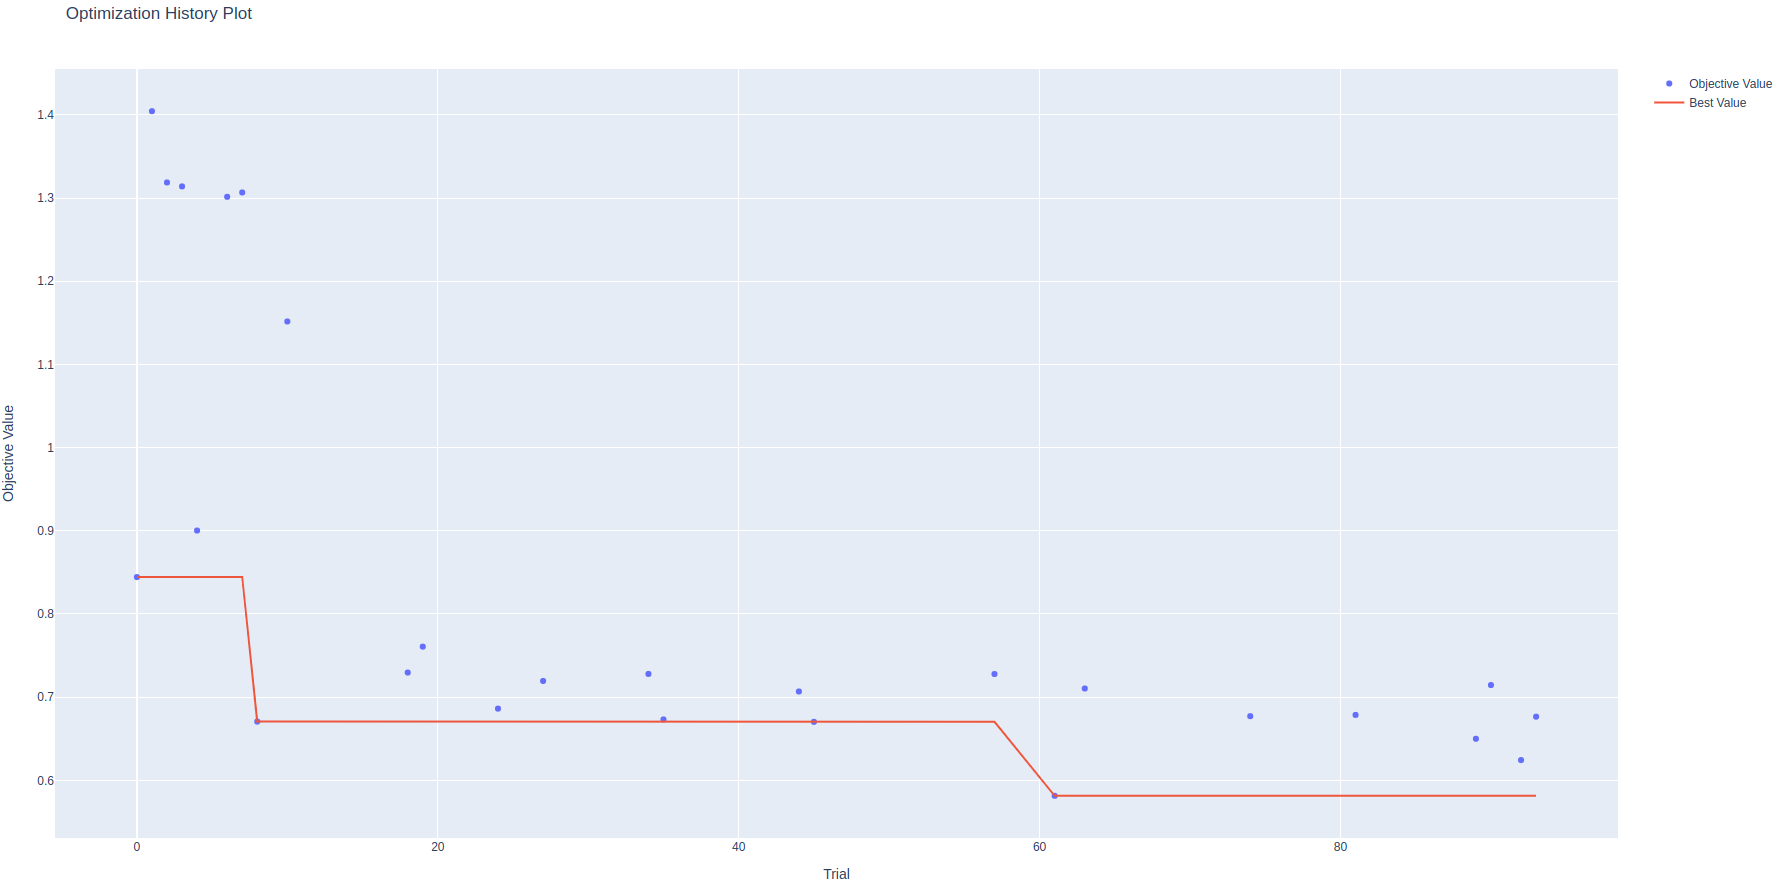 Optimization History Plot
Objective Value
Best Value
1.4
1.3
1.2
1.1
1
0.9
0.8
0.7
0.6
Objective Value
0
20
40
60
80
Trial